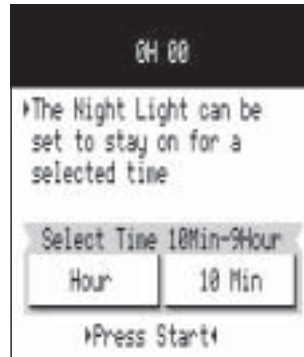 0H 00
The Night Light can be
set to stay on for a
selected time
Select Time 10Min-9Hour
Hour 10 Min
Press Start